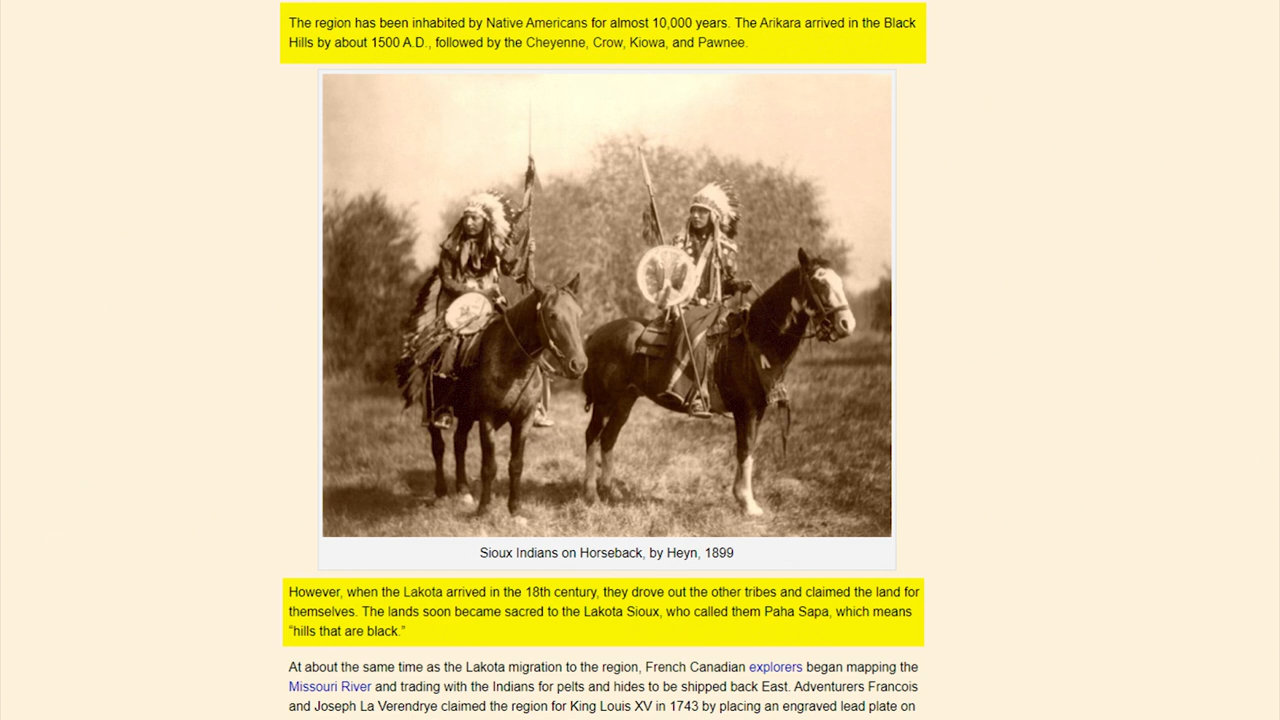 The region has been inhabited by Native Americans for almost 10,000 years. The Arikara arrived in the Black
Hills by about 1500 A.D., followed by the Cheyenne, Crow, Kiowa, and Pawnee.
Sioux Indians on Horseback, by Heyn, 1899
However, when the Lakota arrived in the 18th century, they drove out the other tribes and claimed the land for
themselves. The lands soon became sacred to the Lakota Sioux, who called them Paha Sapa, which means
“hills that are black.”
At about the same time as the Lakota migration to the region, French Canadian explorers began mapping the
Missouri River and trading with the Indians for pelts and hides to be shipped back East. Adventurers Francois
and Joseph La Verendrye claimed the region for King Louis XV in 1743 by placing an engraved lead plate on